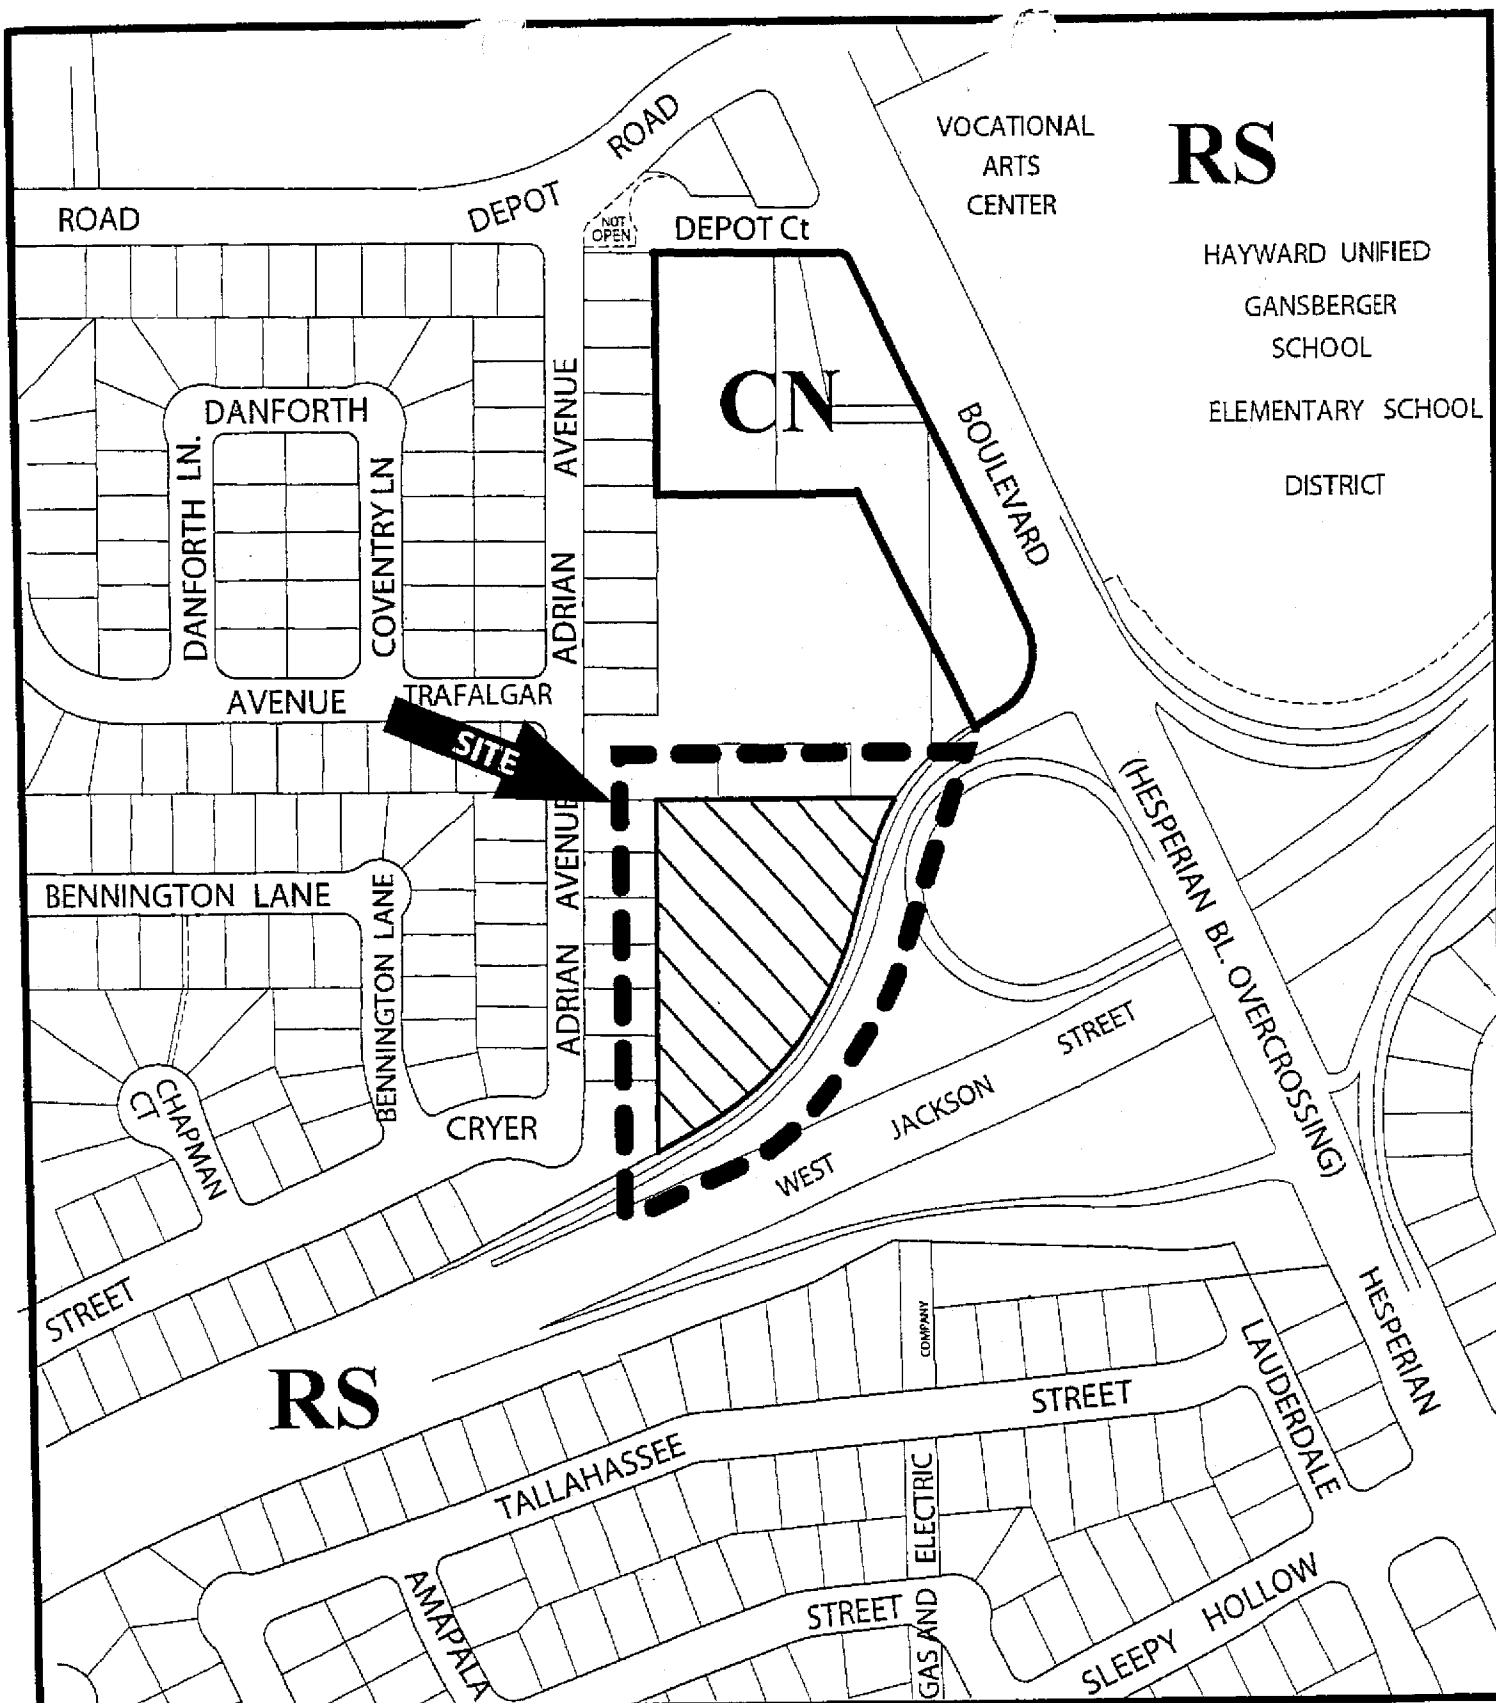 VOCATIONAL
ARTS
CENTER
RS
ROAD
ROAD
DEPOT
NOT
OPEN
DEPOT Ct
HAYWARD UNIFIED
GANSBERGER
SCHOOL
ELEMENTARY SCHOOL
DISTRICT
CN
BOULEVARD
DANFORTH
DANFORTH LN.
COVENTRY LN
AVENUE
ADRIAN
AVENUE
TRAFALGAR
SITE
(HESPERIAN BL. OVERCROSSING)
AVENUE
ADRIAN
BENNINGTON LANE
BENNINGTON LANE
CHAPMAN
CT
CRYER
STREET
JACKSON
WEST
STREET
RS
COMPANY
HESPERIAN
LAUDERDALE
STREET
TALLAHASSEE
GAS AND ELECTRIC
AMAPALA
STREET
SLEEPY HOLLOW